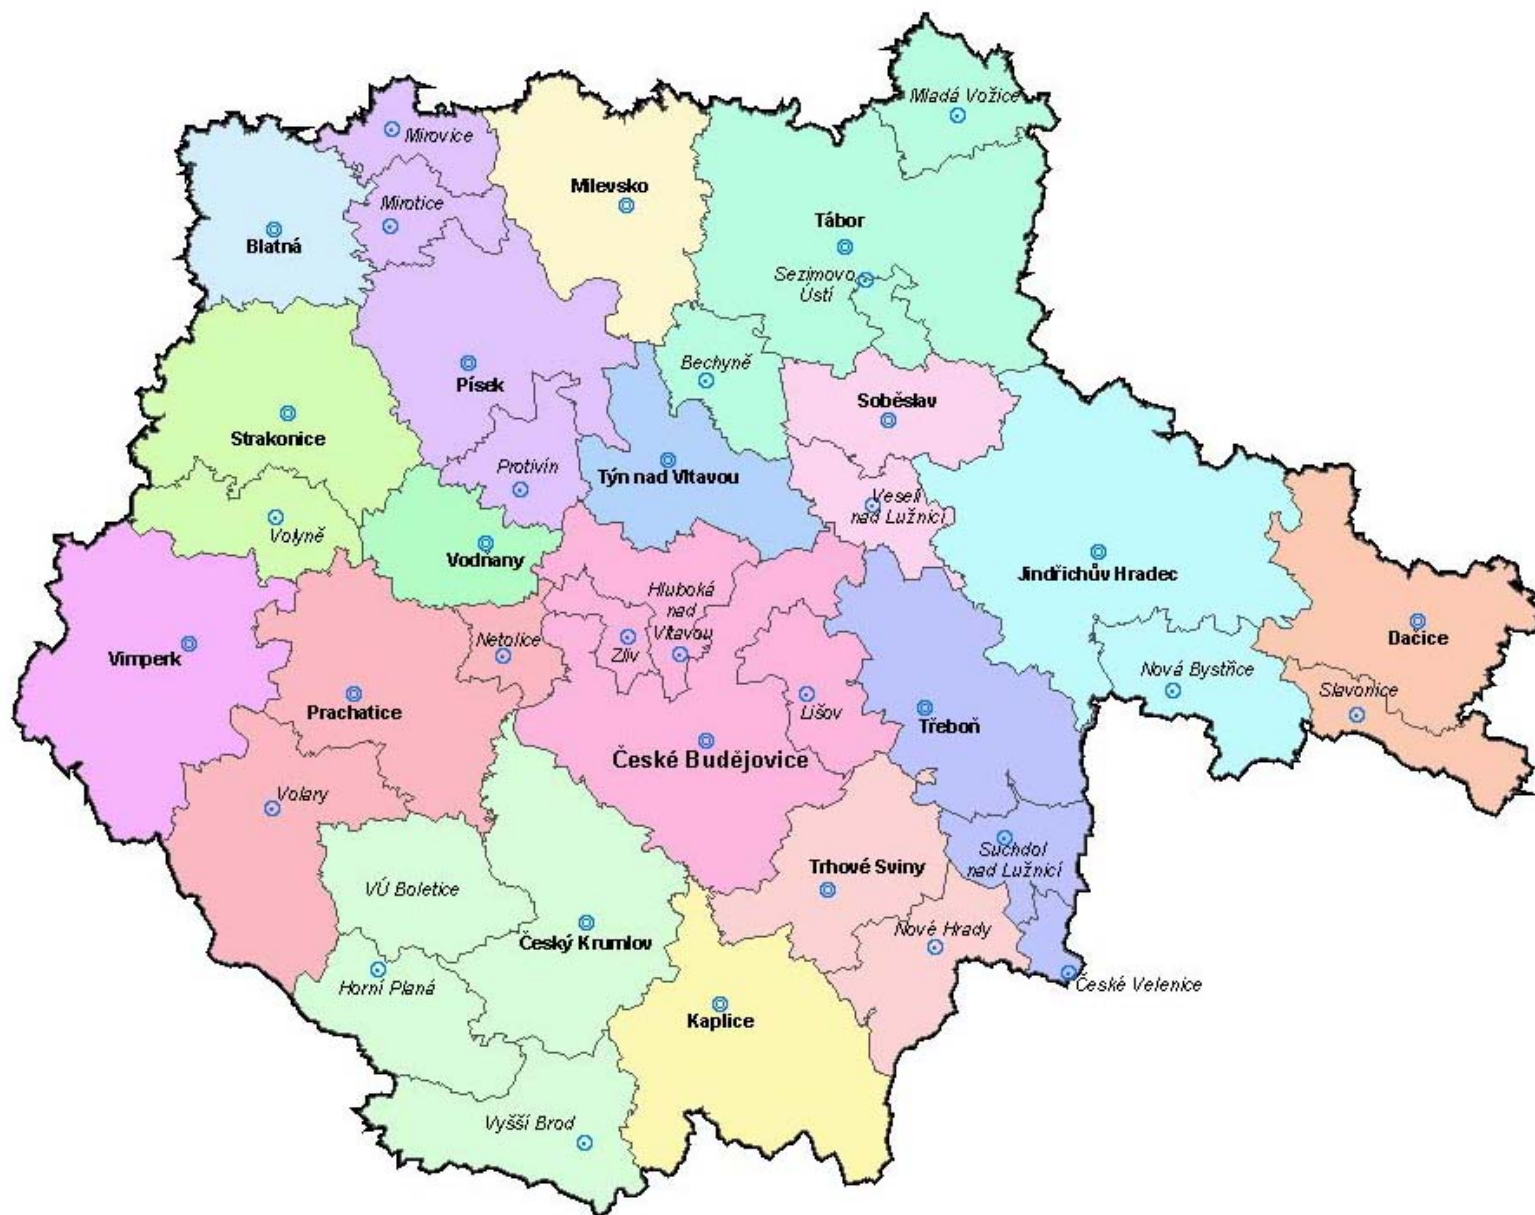 Mladá Vožice
Mirovice
Milevsko
Mirotice
Tábor
Blatná
Sezimovo
Ústí
Bechyně
Písek
Soběslav
Strakonice
Protivín
Týn nad Vltavou
Veselí
nad Lužnicí
Volyně
Vodňany
Jindřichův Hradec
Hluboká
nad
Vltavou
Netolice
Zliv
Dačice
Vimperk
Nová Bystřice
Slavonice
Prachatice
Lišov
Třeboň
České Budějovice
Volary
Suchdol
nad Lužnicí
Trhové Sviny
VÚ Boletice
Český Krumlov
Nové Hrady
Horní Planá
České Velenice
Kaplice
Vyšší Brod